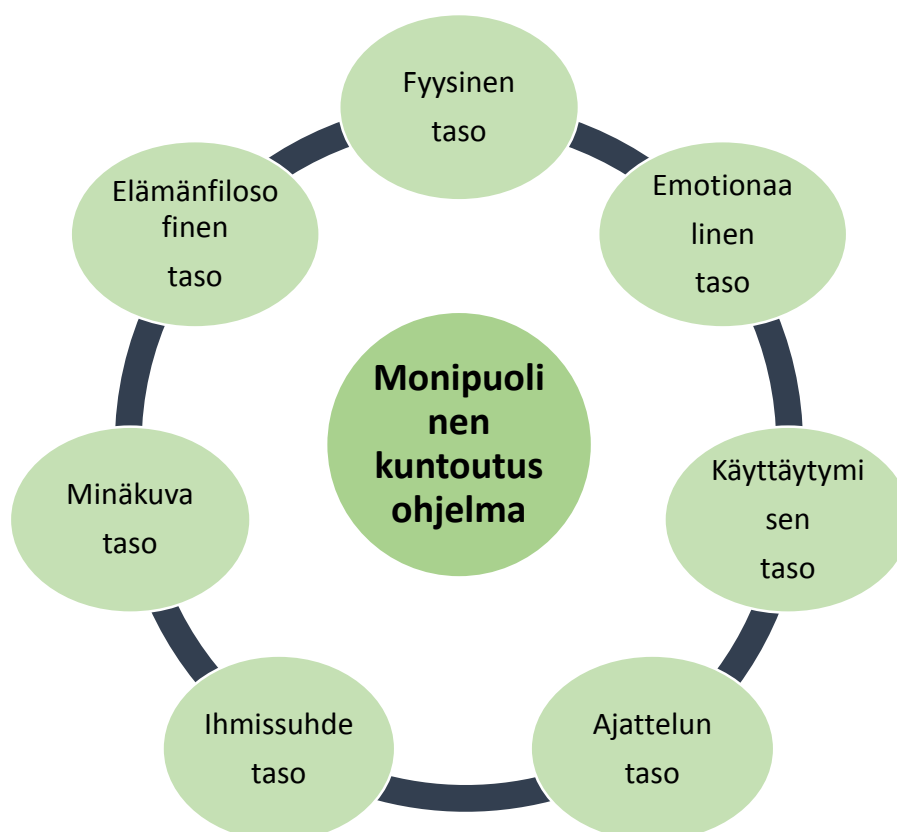 Fyysinen
taso
Emotionaa
linen
taso
Käyttäytymi
sen
taso
Ajattelun
taso
Ihmissuhde
taso
Minäkuva
taso
Elämänfiloso
finen
taso
Monipuoli
nen
kuntoutus
ohjelma